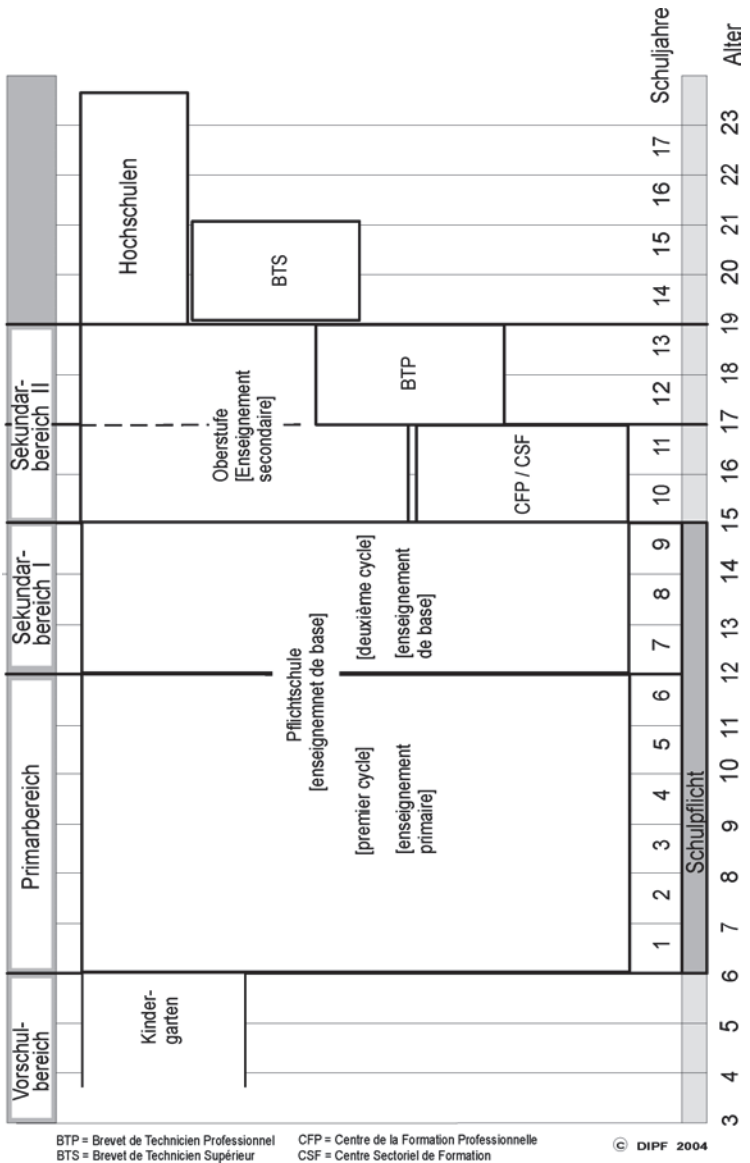 Vorschul-
bereich
Primarbereich
Sekundar-
bereich I
Sekundar-
bereich II
Kinder-
garten
Pflichtschule
[enseignemnet de base]
[premier cycle]
[enseignement
primaire]
[deuxième cycle]
[enseignement
de base]
Oberstufe
[Enseignement
secondaire]
CFP / CSF
BTP
Hochschulen
BTS
1 2 3 4 5 6 7 8 9 10 11 12 13 14 15 16 17 Schuljahre
Schulpflicht
3 4 5 6 7 8 9 10 11 12 13 14 15 16 17 18 19 20 21 22 23 Alter
BTP = Brevet de Technicien Professionnel
BTS = Brevet de Technicien Supérieur
CFP = Centre de la Formation Professionnelle
CSF = Centre Sectoriel de Formation
© DIPF 2004